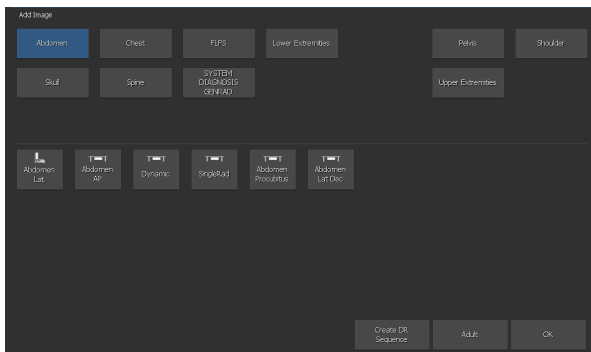 Add Image
Abdomen
Chest
FLFS
Lower Extremities
Pelvis
Shoulder
Skull
Spine
SYSTEM
DIAGNOSIS
GENRAD
Upper Extremities
Abdomen
Lat
Abdomen
AP
Dynamic
SingleRad
Abdomen
Procubitus
Abdomen
Lat Dec
Create DR
Sequence
Adult
OK